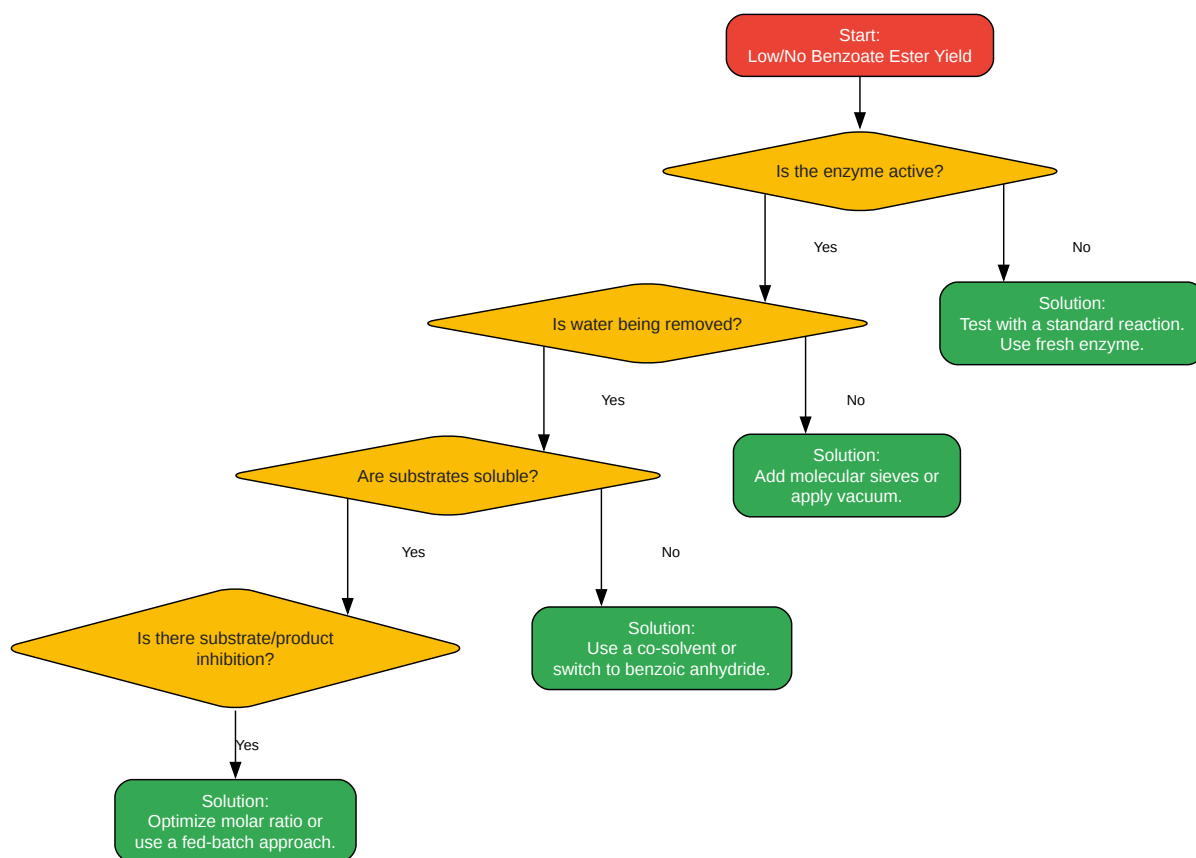 Start:
Low/No Benzoate Ester Yield
Is the enzyme active?
Yes
No
Solution:
Test with a standard reaction.
Use fresh enzyme.
Is water being removed?
Yes
No
Solution:
Add molecular sieves or
apply vacuum.
Are substrates soluble?
Yes
No
Solution:
Use a co-solvent or
switch to benzoic anhydride.
Is there substrate/product
inhibition?
Yes
Solution:
Optimize molar ratio or
use a fed-batch approach.